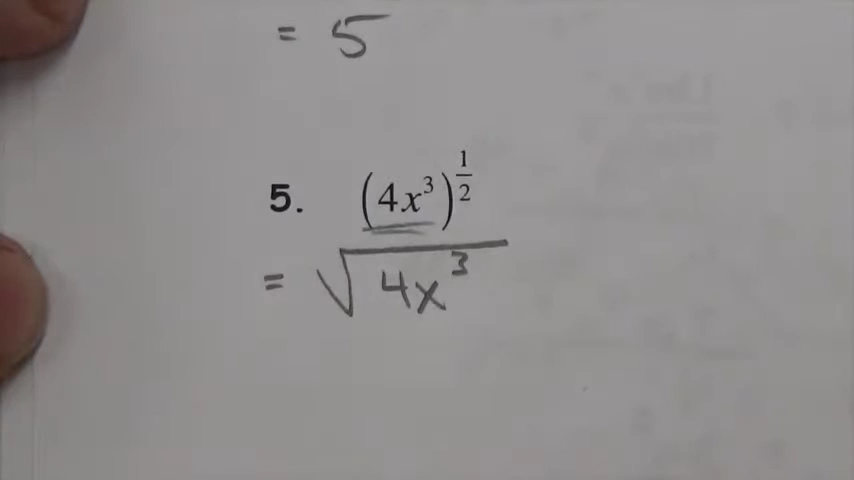 = 5
5. (4x³)^(1/2)
= √(4x³)